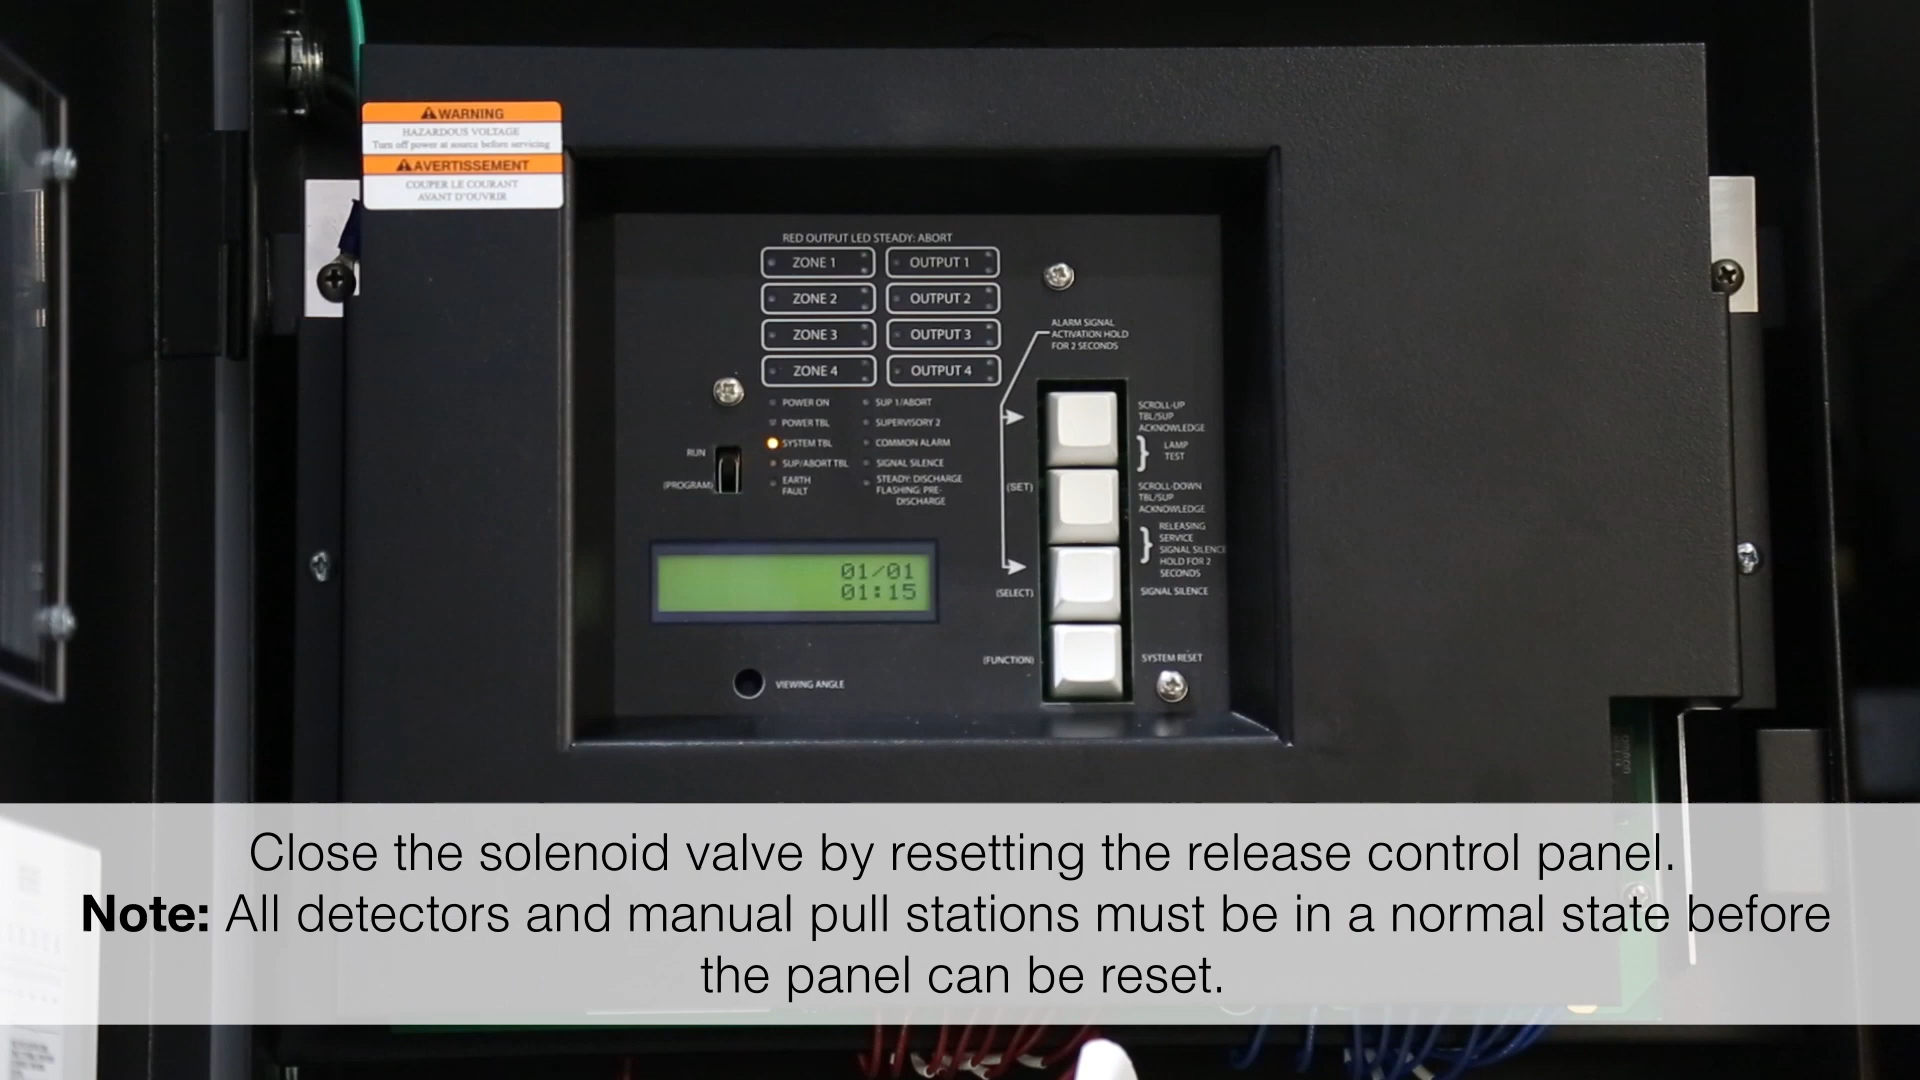 WARNING
HAZARDOUS VOLTAGE
Turn off power at source before servicing
AVERTISSEMENT
COUPER LE COURANT
AVANT D'OUVRIR
RED OUTPUT LED STEADY: ABORT
ZONE 1
OUTPUT 1
ZONE 2
OUTPUT 2
ZONE 3
OUTPUT 3
ZONE 4
OUTPUT 4
ALARM SIGNAL
ACTIVATION HOLD
FOR 2 SECONDS
POWER ON
SUP 1/ABORT
POWER TBL
SUPERVISORY 2
SYSTEM TBL
COMMON ALARM
SUP/ABORT TBL
SIGNAL SILENCE
EARTH
FAULT
STEADY: DISCHARGE
FLASHING: PRE-
DISCHARGE
RUN
(PROGRAM)
SCROLL-UP
TBL/SUP
ACKNOWLEDGE
LAMP
TEST
(SET)
SCROLL-DOWN
TBL/SUP
ACKNOWLEDGE
RELEASING
SERVICE
SIGNAL SILENCE
HOLD FOR 2
SECONDS
(SELECT)
SIGNAL SILENCE
01/01
01:15
(FUNCTION)
SYSTEM RESET
VIEWING ANGLE
Close the solenoid valve by resetting the release control panel.
Note: All detectors and manual pull stations must be in a normal state before
the panel can be reset.